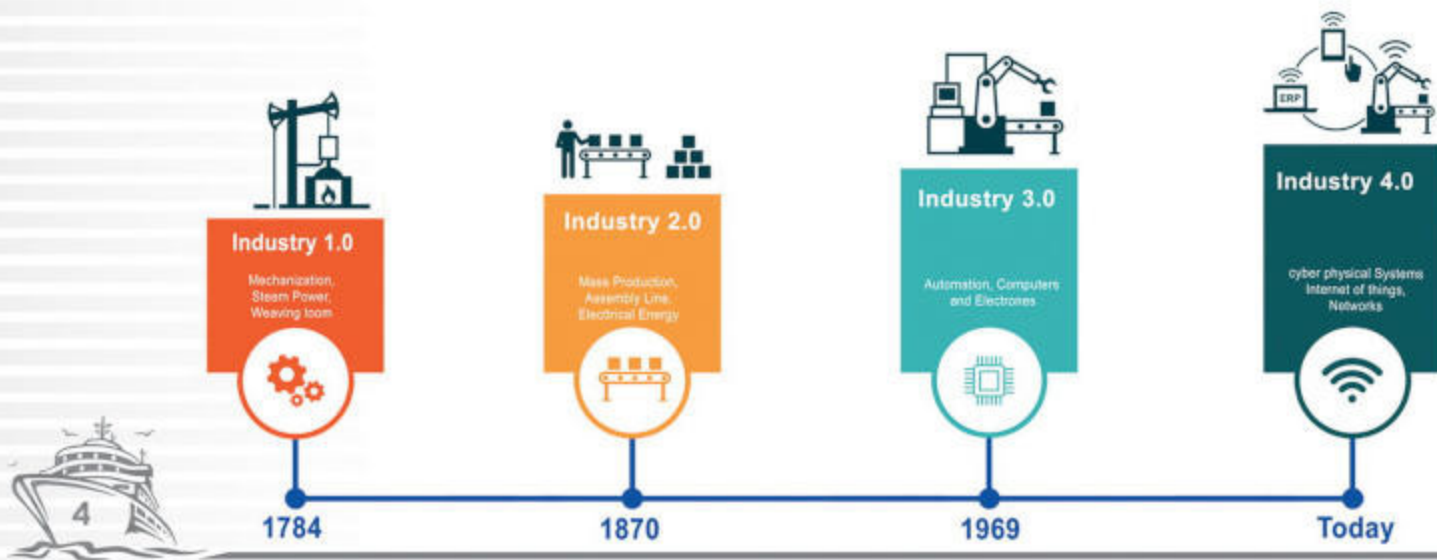 ERP
Industry 1.0
Mechanization,
Steam Power,
Weaving loom
Industry 2.0
Mass Production,
Assembly Line,
Electrical Energy
Industry 3.0
Automation, Computers
and Electrones
Industry 4.0
cyber physical Systems
Internet of things,
Networks
4
1784
1870
1969
Today